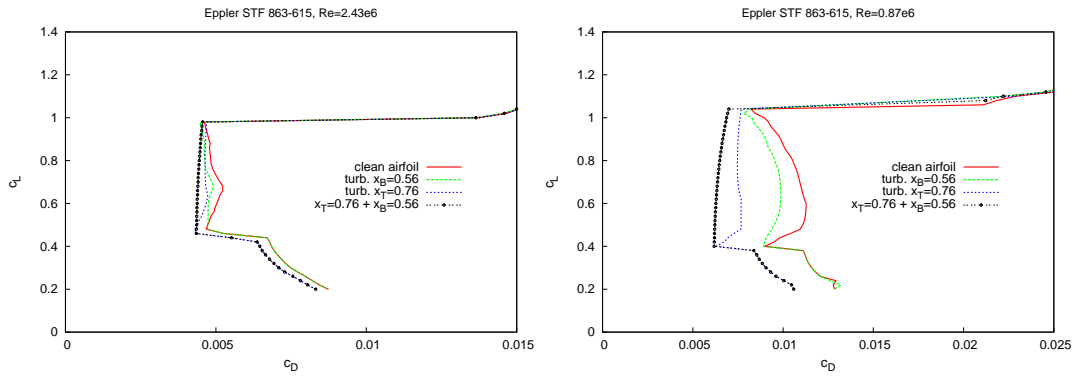 Eppler STF 863-615, Re=2.43e6
1.4
1.2
1
0.8
0.6
0.4
0.2
0
c_L
clean airfoil
turb. x_B=0.56
turb. x_T=0.76
x_T=0.76 + x_B=0.56
0
0.005
0.01
0.015
c_D
Eppler STF 863-615, Re=0.87e6
1.4
1.2
1
0.8
0.6
0.4
0.2
0
c_L
clean airfoil
turb. x_B=0.56
turb. x_T=0.76
x_T=0.76 + x_B=0.56
0
0.005
0.01
0.015
0.02
0.025
c_D